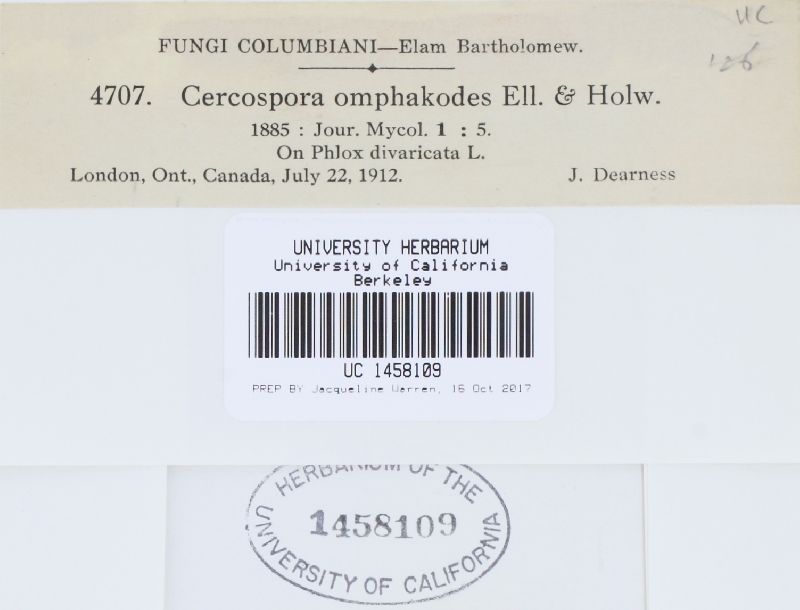 UC
126
FUNGI COLUMBIANI—Elam Bartholomew.
4707. Cercospora omphakodes Ell. & Holw.
1885 : Jour. Mycol. 1 : 5.
On Phlox divaricata L.
London, Ont., Canada, July 22, 1912. J. Dearness
UNIVERSITY HERBARIUM
University of California
Berkeley
UC 1458109
PREP BY Jacqueline Warren, 16 Oct 2017
HERBARIUM OF THE
1458109
UNIVERSITY OF CALIFORNIA